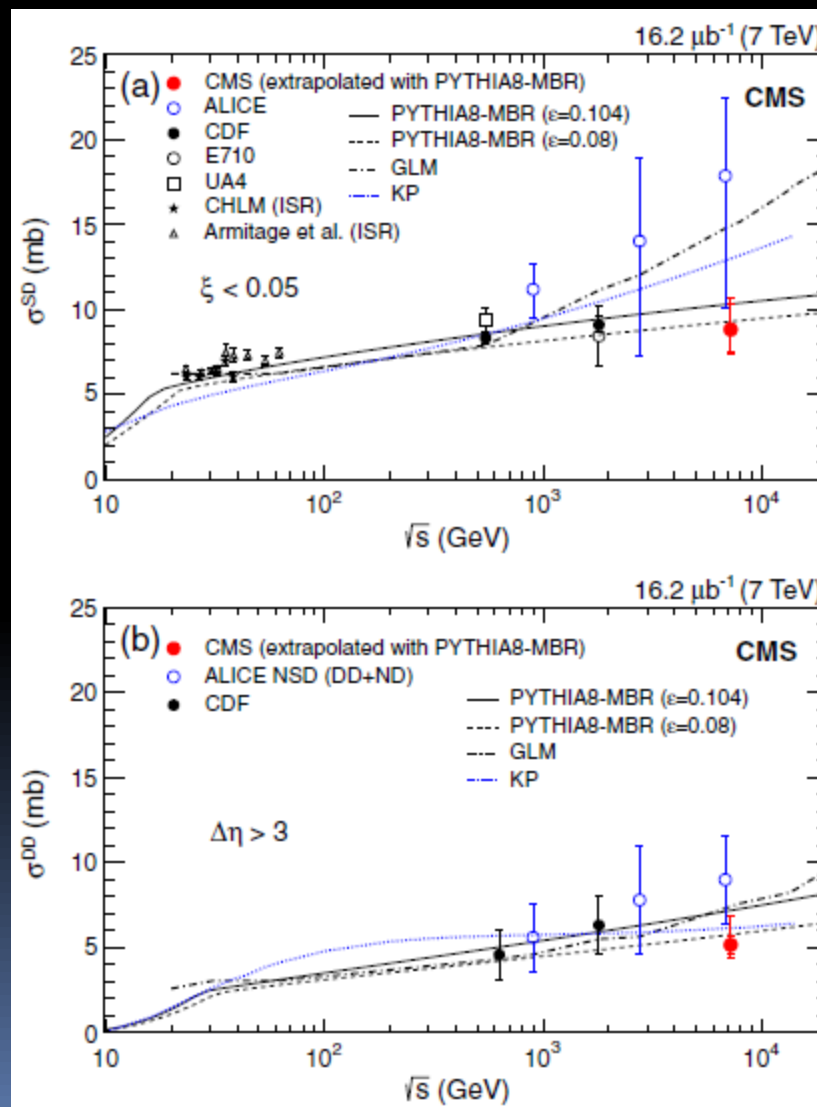 16.2 μb⁻¹ (7 TeV)
(a)
CMS
CMS (extrapolated with PYTHIA8-MBR)
ALICE
CDF
E710
UA4
CHLM (ISR)
Armitage et al. (ISR)
PYTHIA8-MBR (ε=0.104)
PYTHIA8-MBR (ε=0.08)
GLM
KP
ξ < 0.05
σ^SD (mb)
25
20
15
10
5
0
10 10² 10³ 10⁴
√s (GeV)
16.2 μb⁻¹ (7 TeV)
(b)
CMS
CMS (extrapolated with PYTHIA8-MBR)
ALICE NSD (DD+ND)
CDF
PYTHIA8-MBR (ε=0.104)
PYTHIA8-MBR (ε=0.08)
GLM
KP
Δη > 3
σ^DD (mb)
25
20
15
10
5
0
10 10² 10³ 10⁴
√s (GeV)